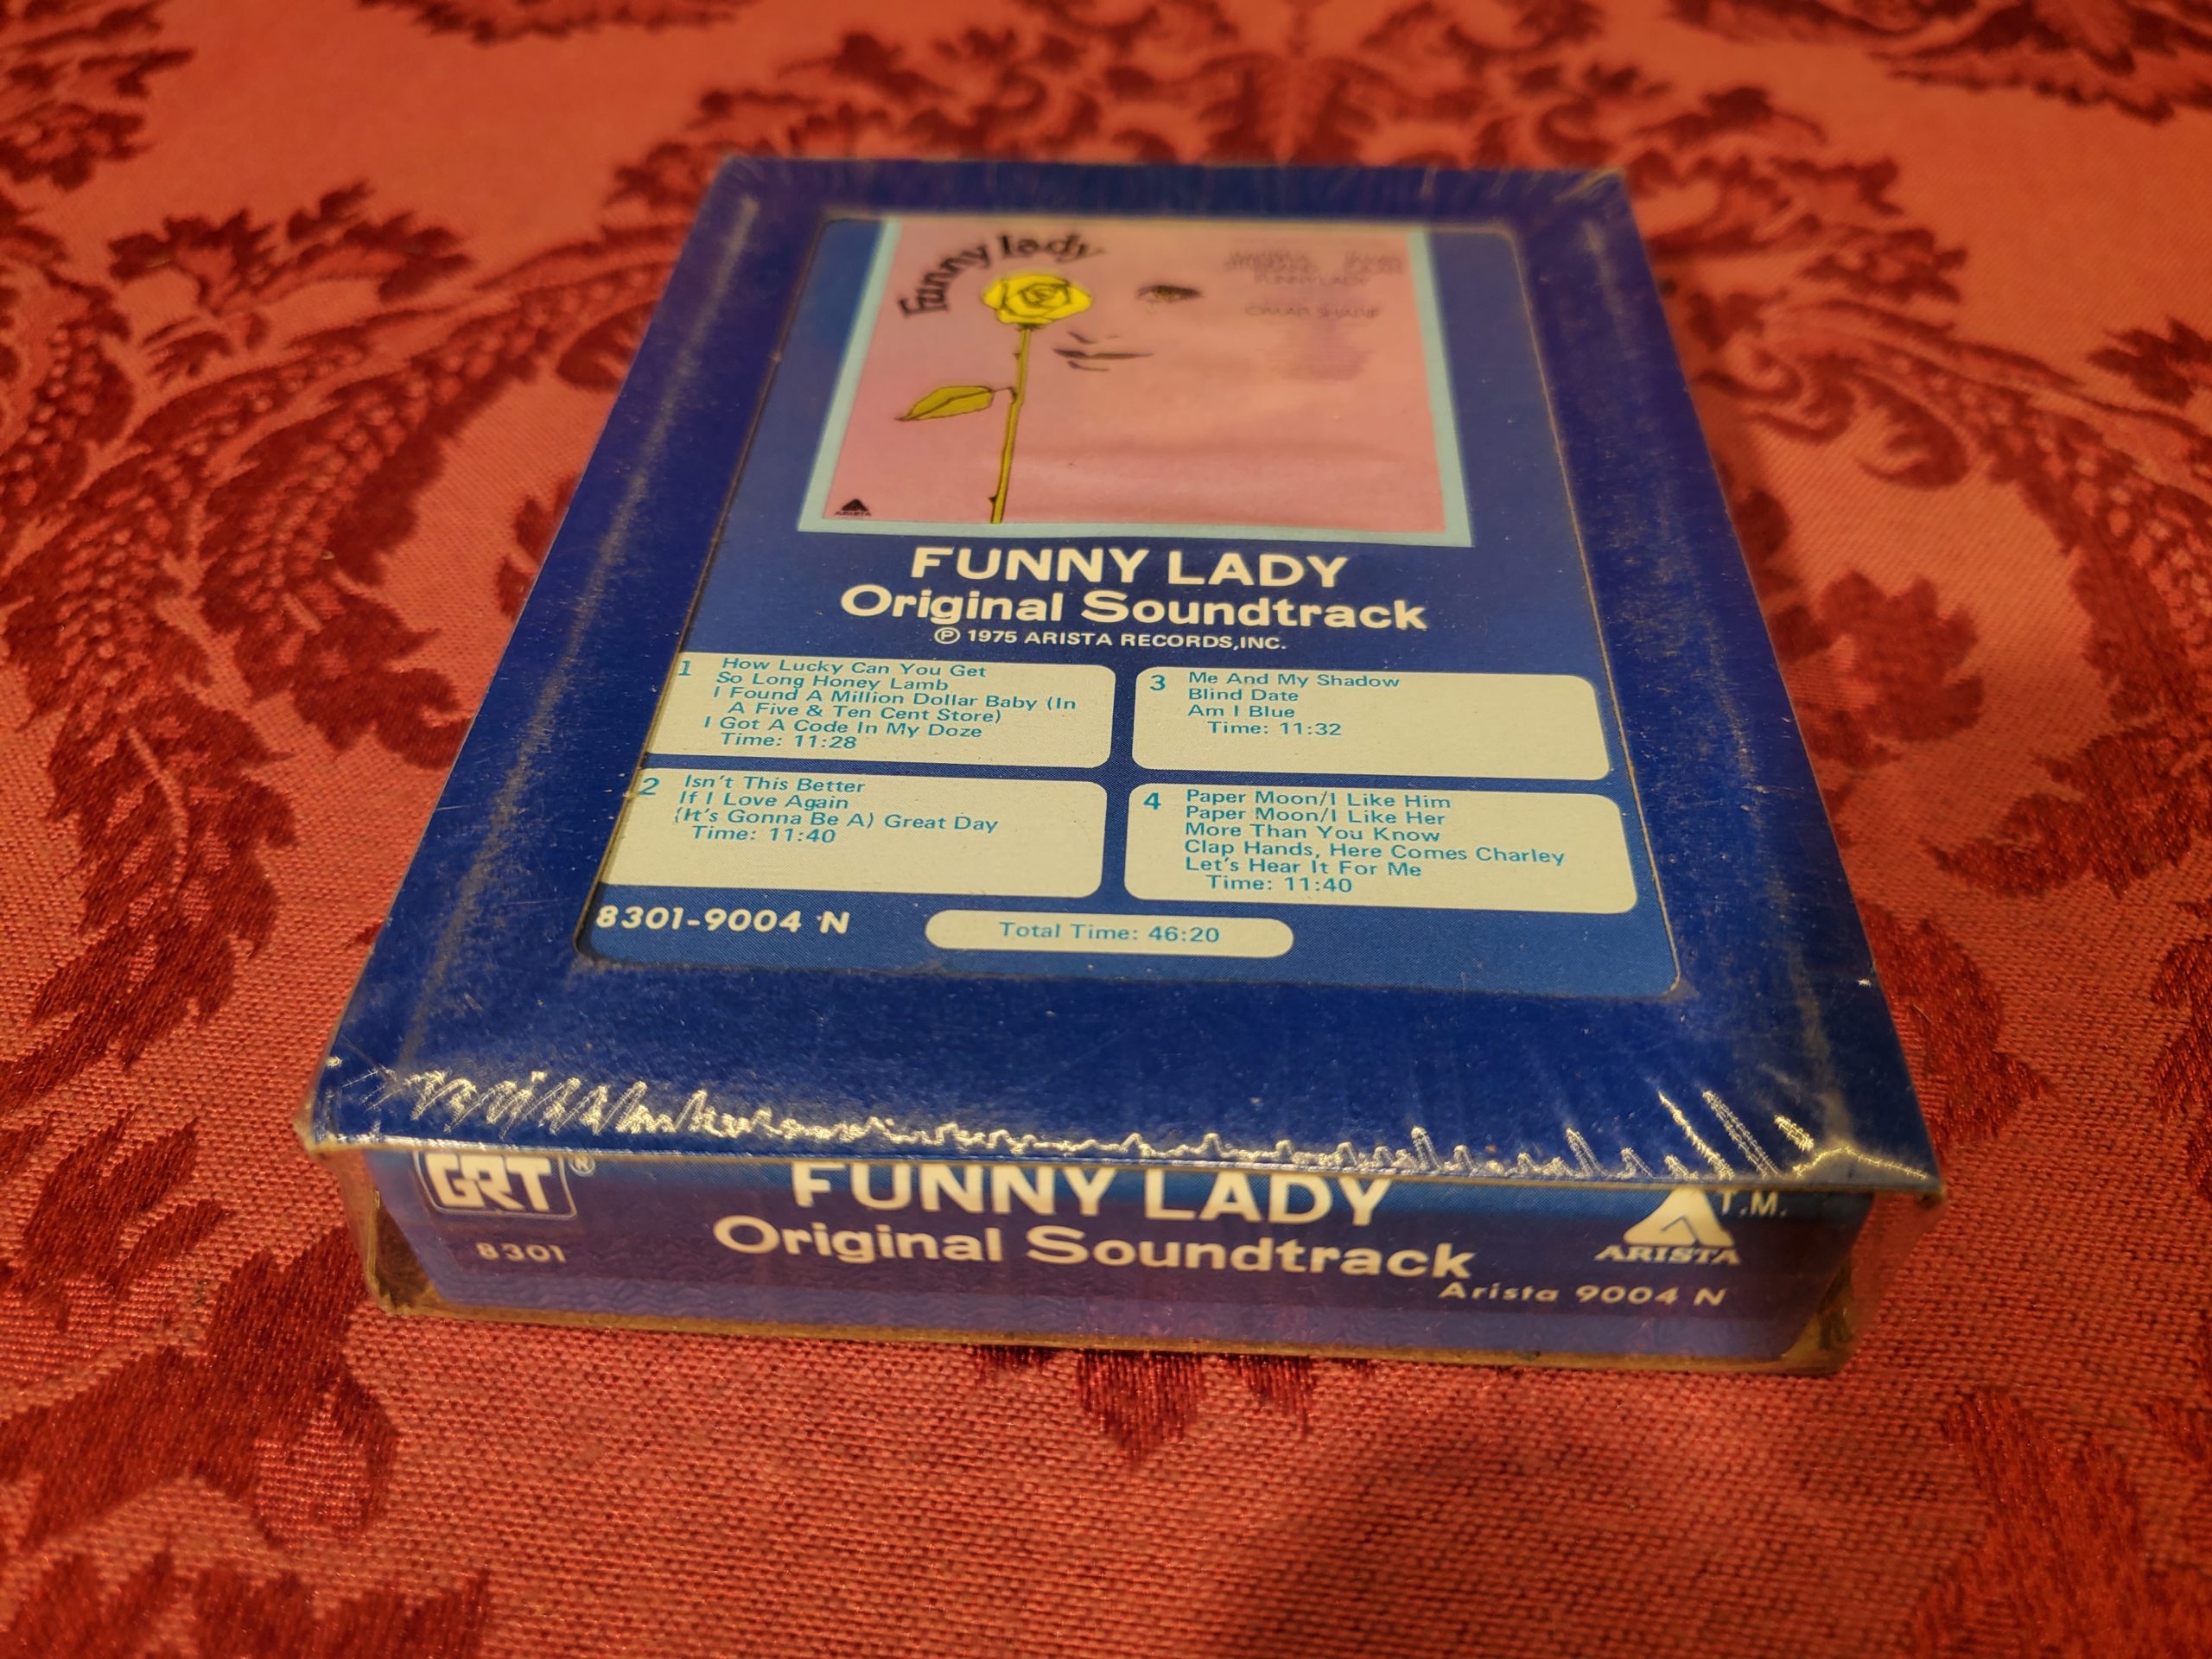 Funny Lady
FUNNY LADY
OMAR SHARIF
ARISTA
FUNNY LADY
Original Soundtrack
℗ 1975 ARISTA RECORDS,INC.
1
How Lucky Can You Get
So Long Honey Lamb
I Found A Million Dollar Baby (In
A Five & Ten Cent Store)
I Got A Code In My Doze
Time: 11:28
2
Isn't This Better
If I Love Again
(It's Gonna Be A) Great Day
Time: 11:40
3
Me And My Shadow
Blind Date
Am I Blue
Time: 11:32
4
Paper Moon/I Like Him
Paper Moon/I Like Her
More Than You Know
Clap Hands, Here Comes Charley
Let's Hear It For Me
Time: 11:40
8301-9004 N
Total Time: 46:20
GRT®
8301
FUNNY LADY
Original Soundtrack
T.M.
ARISTA
Arista 9004 N